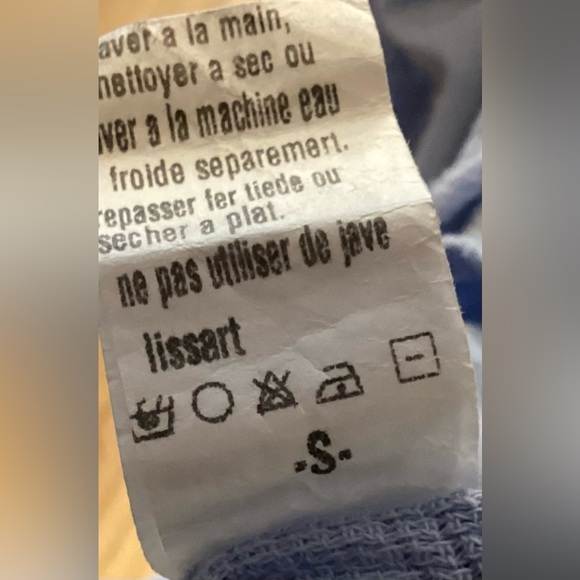 aver a la main,
nettoyer a sec ou
ver a la machine eau
froide separemart.
repasser fer tiede ou
secher a plat.
ne pas utiliser de jave
lissart
-S-